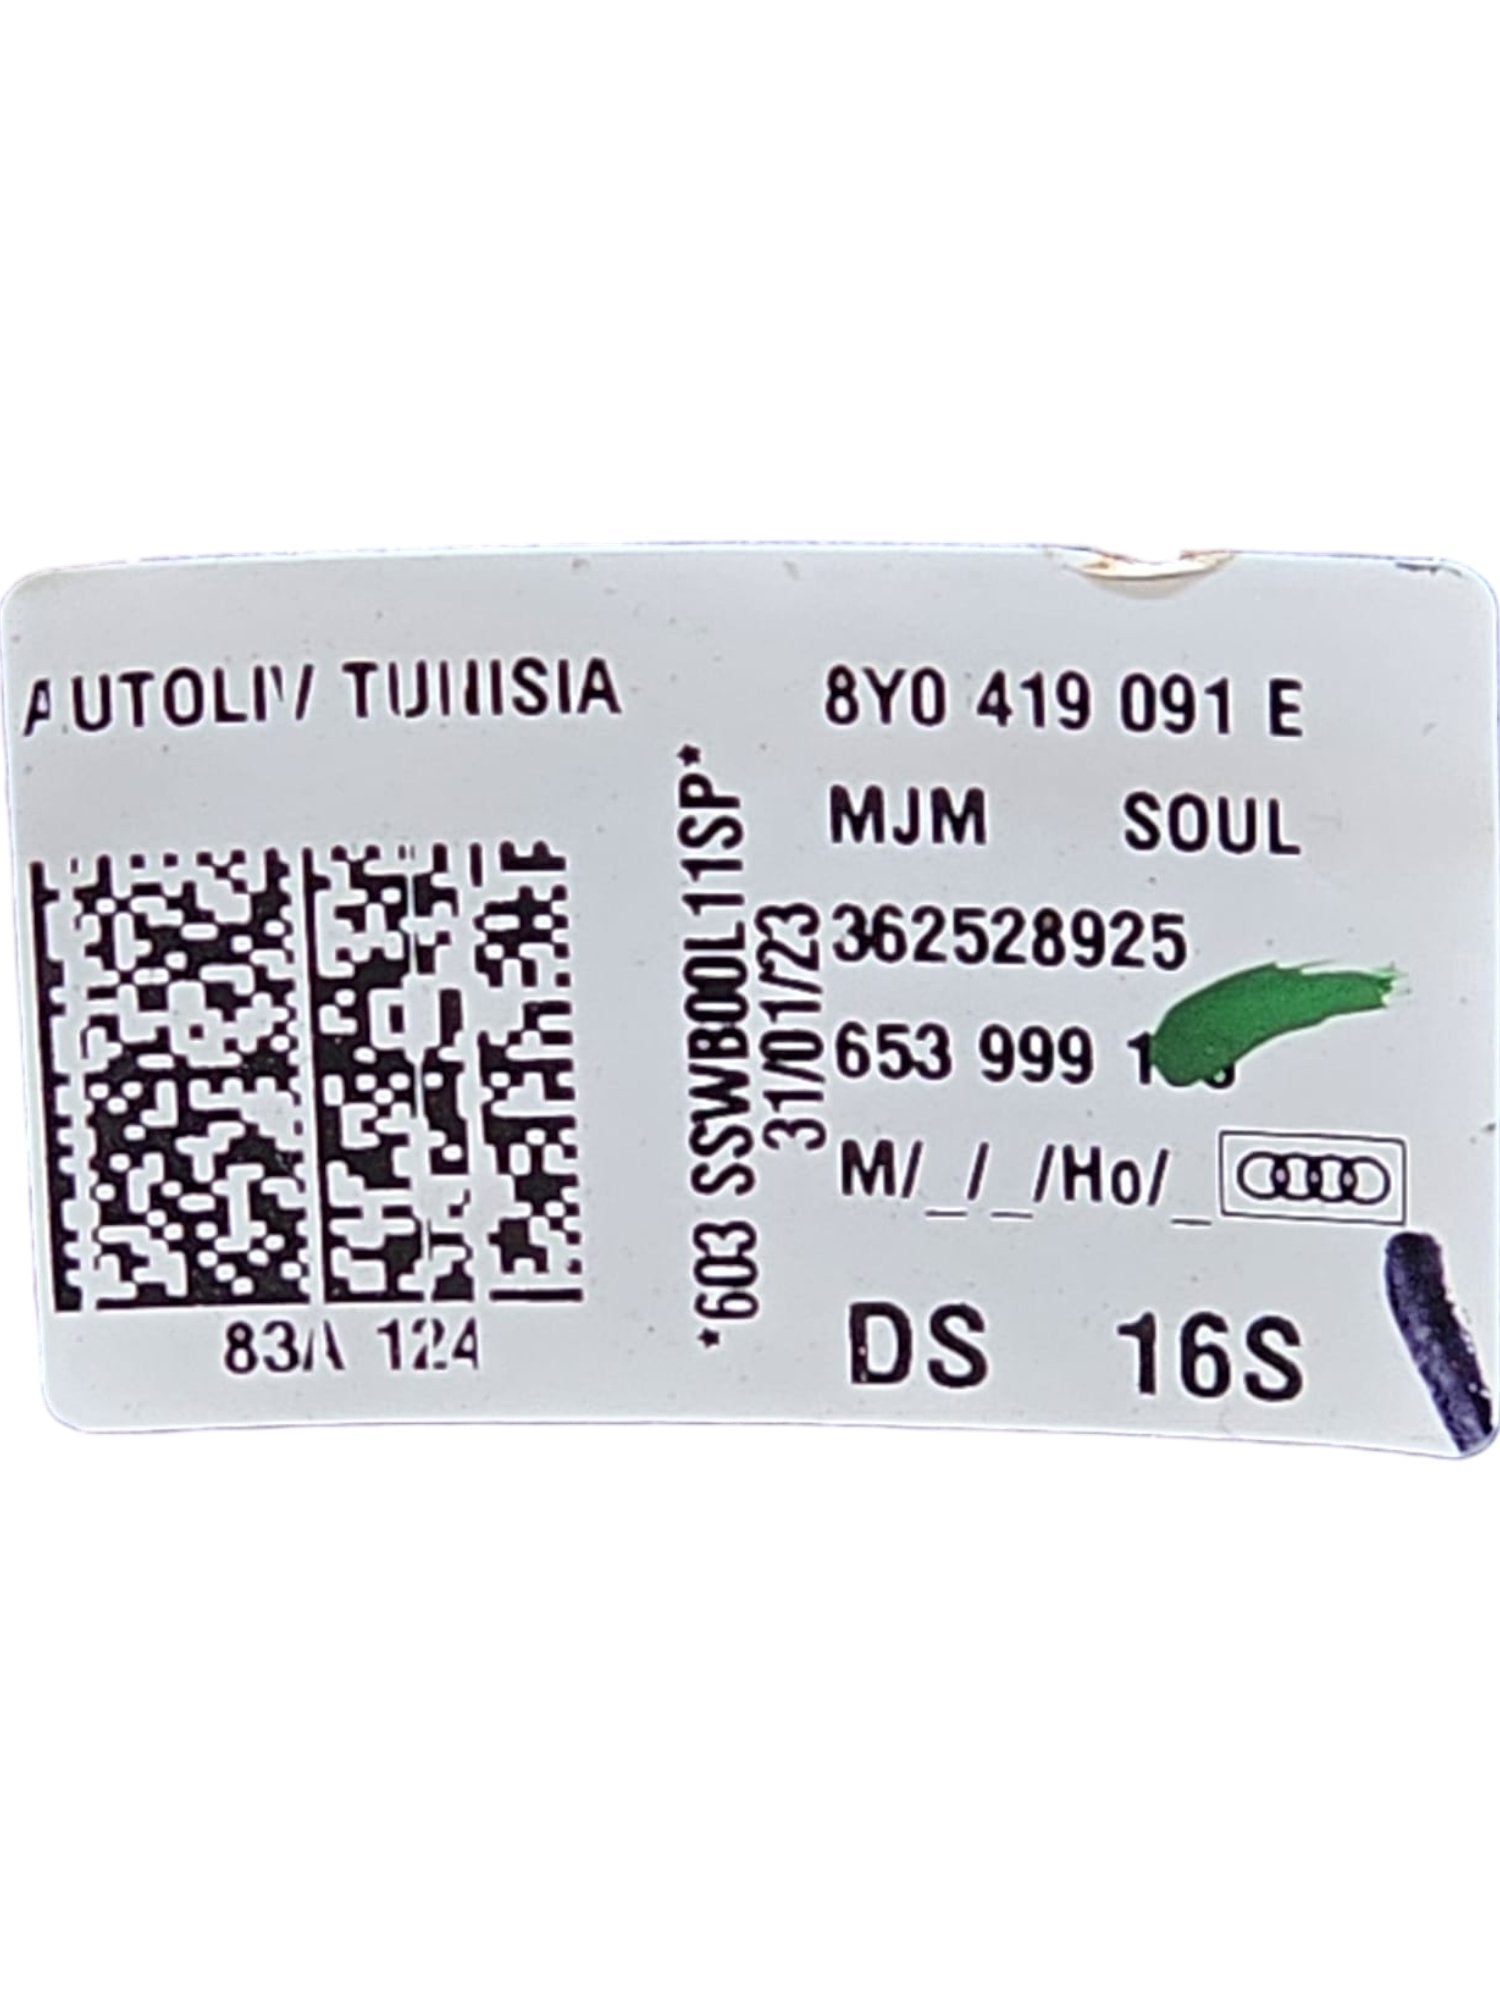 AUTOLIV TUNISIA
83A 124
*603 SSWB00L11SP*
31/01/23
8Y0 419 091 E
MJM SOUL
362528925
653 999
M/_/_/Ho/_
DS 16S